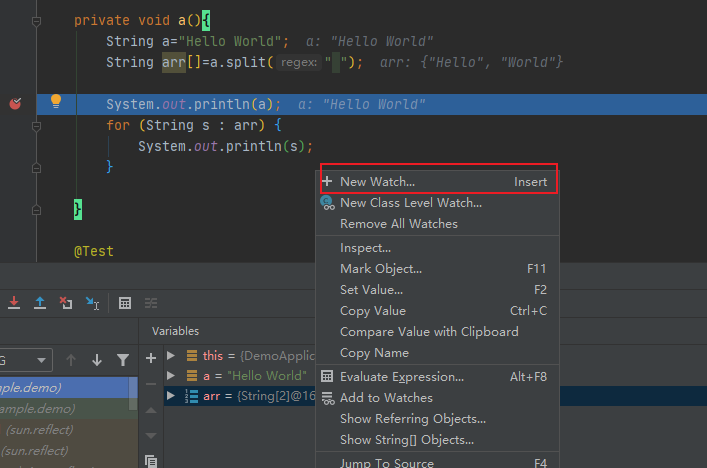 private void a(){
String a="Hello World"; a: "Hello World"
String arr[]=a.split( regex: " "); arr: {"Hello", "World"}
System.out.println(a); a: "Hello World"
for (String s : arr) {
System.out.println(s);
}
}
@Test
+ New Watch... Insert
New Class Level Watch...
Remove All Watches
Inspect...
Mark Object... F11
Set Value... F2
Copy Value Ctrl+C
Compare Value with Clipboard
Copy Name
Evaluate Expression... Alt+F8
Add to Watches
Show Referring Objects...
Show String[] Objects...
Jump To Source F4
Variables
G
this = {DemoApplic
a = "Hello World"
arr = {String[2]@16
mple.demo)
ample.demo)
(sun.reflect)
(sun.reflect)